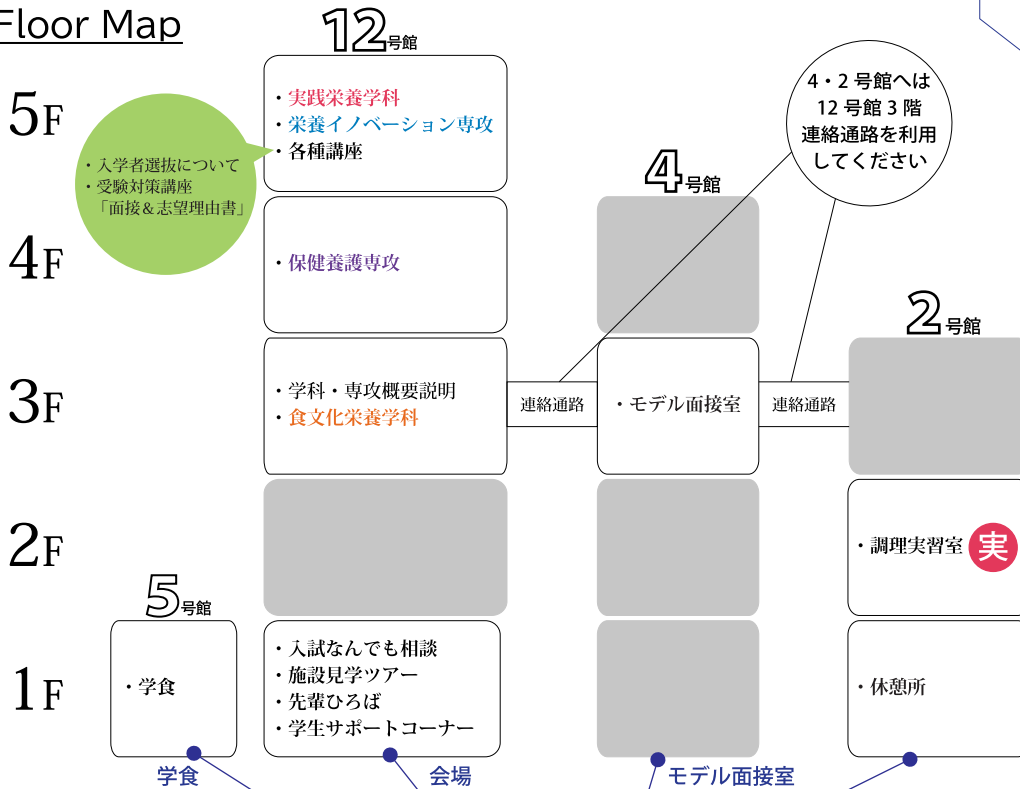 Floor Map
12号館
5F
・実践栄養学科
・栄養イノベーション専攻
・各種講座
・入学者選抜について
・受験対策講座
「面接＆志望理由書」
4・2号館へは
12号館3階
連絡通路を利用
してください
4号館
4F
・保健養護専攻
2号館
3F
・学科・専攻概要説明
・食文化栄養学科
連絡通路
・モデル面接室
連絡通路
2F
・調理実習室
実
5号館
1F
・学食
・入試なんでも相談
・施設見学ツアー
・先輩ひろば
・学生サポートコーナー
・休憩所
学食
会場
モデル面接室